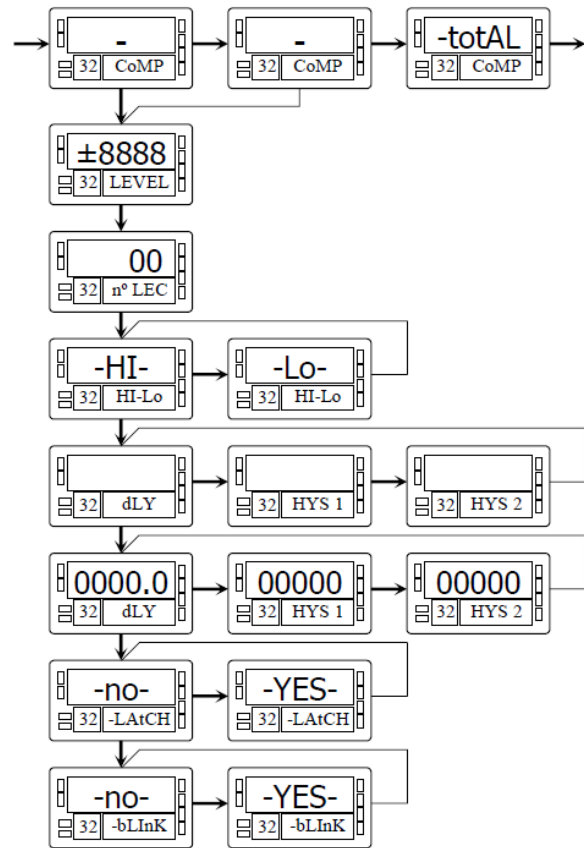 - - -totAL
32 CoMP 32 CoMP 32 CoMP
±8888
32 LEVEL
00
32 nº LEC
-HI- -Lo-
32 HI-Lo 32 HI-Lo
32 dLY 32 HYS 1 32 HYS 2
0000.0 00000 00000
32 dLY 32 HYS 1 32 HYS 2
-no- -YES-
32 -LAtCH 32 -LAtCH
-no- -YES-
32 -bLInK 32 -bLInK